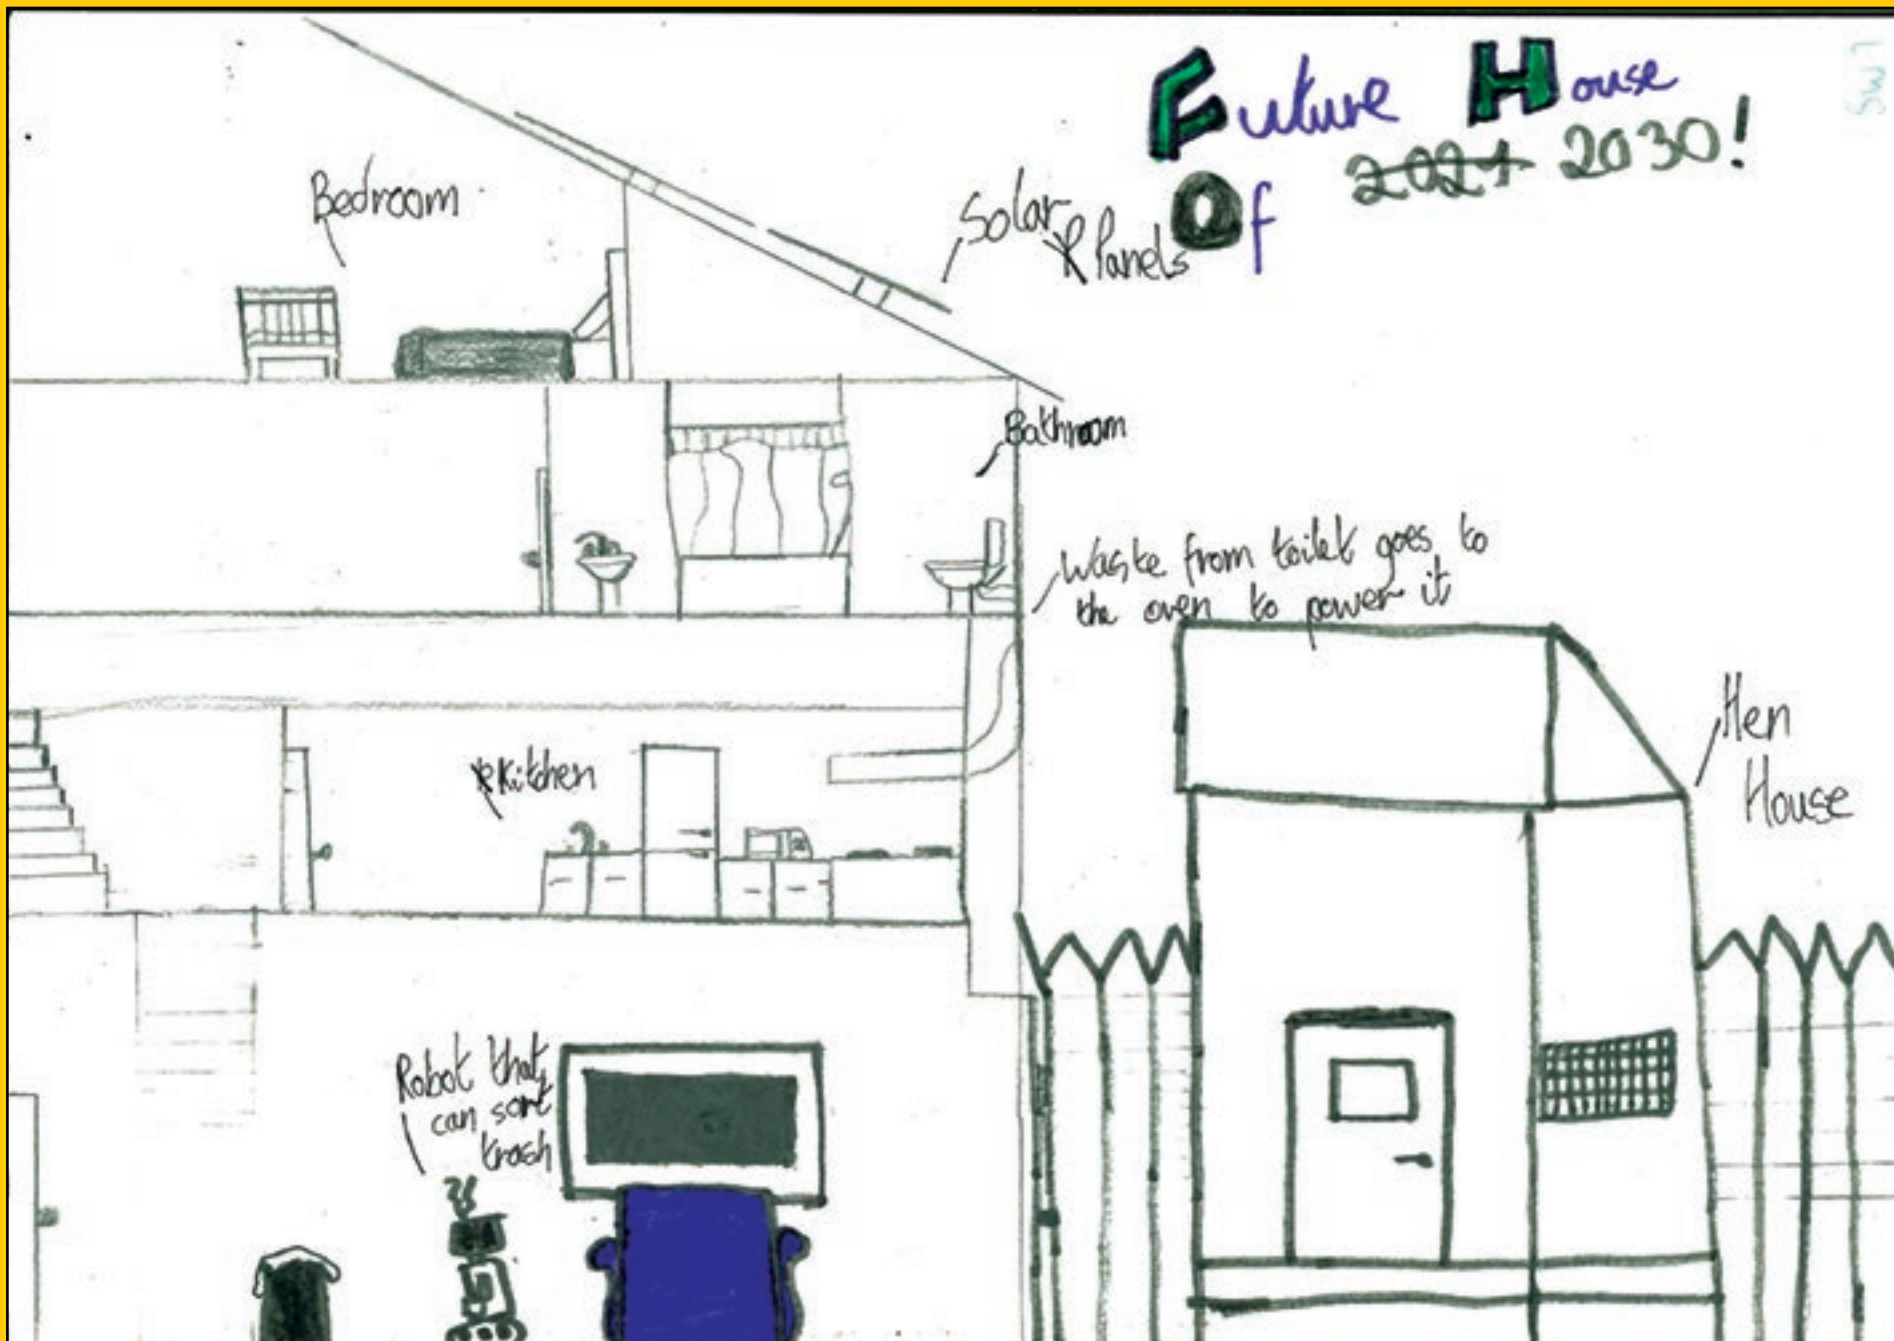 Future House
Of 2021 2030!
Bedroom
Solar
Panels
Bathroom
Waste from toilet goes to
the oven to power it
Kitchen
Hen
House
Robot that
can sort
trash